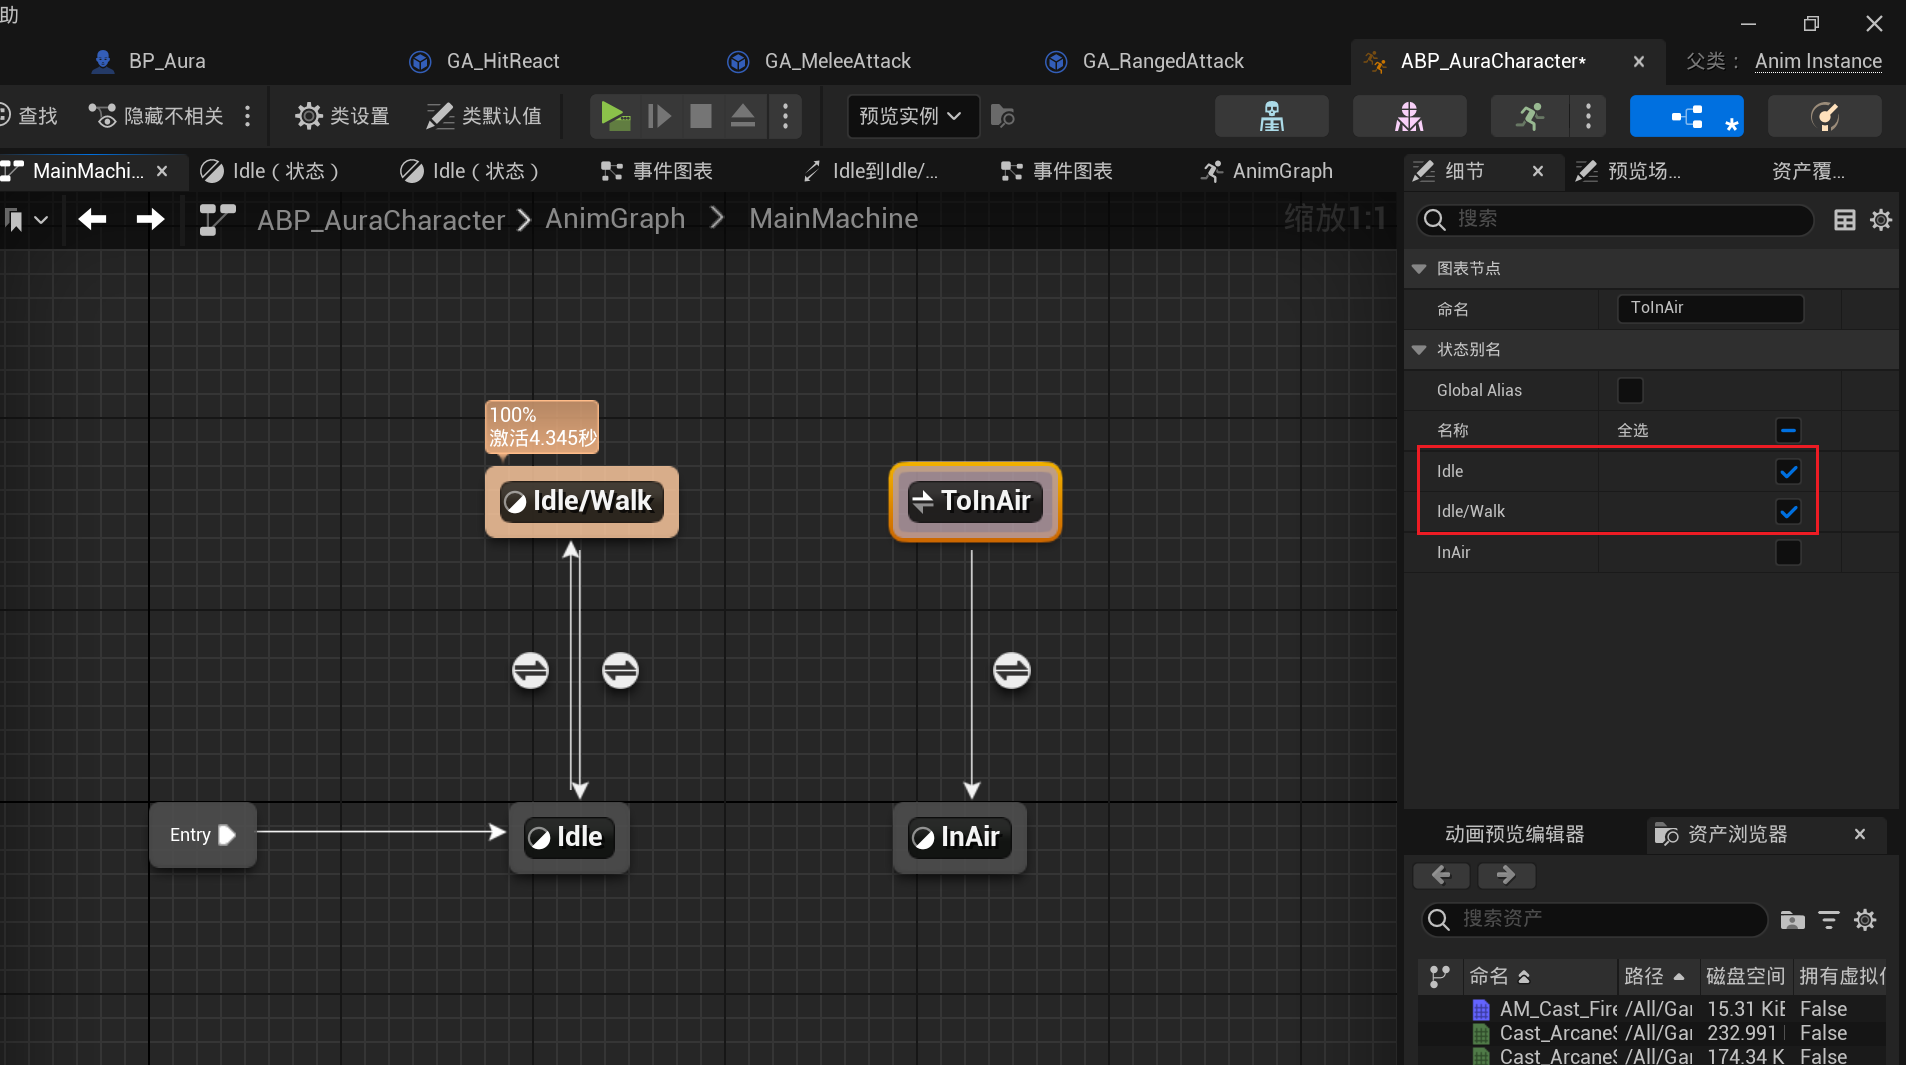 助
BP_Aura
GA_HitReact
GA_MeleeAttack
GA_RangedAttack
ABP_AuraCharacter*
父类：
Anim Instance
查找
隐藏不相关
类设置
类默认值
预览实例
MainMachi...
Idle（状态）
Idle（状态）
事件图表
Idle到Idle/...
事件图表
AnimGraph
细节
预览场...
资产覆...
ABP_AuraCharacter
AnimGraph
MainMachine
缩放1:1
搜索
图表节点
命名
ToInAir
状态别名
Global Alias
名称
全选
Idle
Idle/Walk
InAir
100%
激活4.345秒
Idle/Walk
ToInAir
Entry
Idle
InAir
动画预览编辑器
资产浏览器
搜索资产
命名
路径
磁盘空间
拥有虚拟
AM_Cast_Fire
/All/Gar
15.31 KiB
False
Cast_ArcaneS
/All/Gar
232.991
False
Cast_ArcaneS
/All/Gar
174.34 K
False